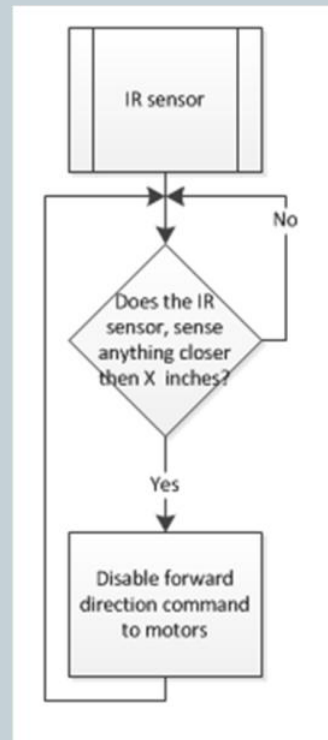 IR sensor
No
Does the IR
sensor, sense
anything closer
then X inches?
Yes
Disable forward
direction command
to motors